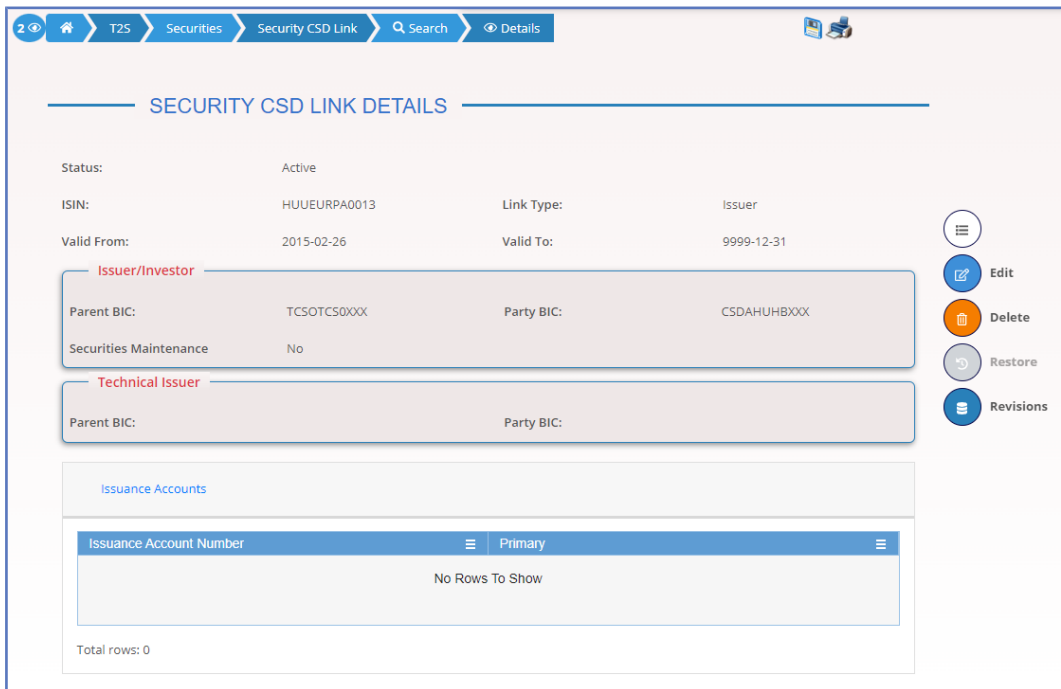 2 T2S Securities Security CSD Link Search Details
SECURITY CSD LINK DETAILS
Status: Active
ISIN: HUUEURPA0013 Link Type: Issuer
Valid From: 2015-02-26 Valid To: 9999-12-31
Issuer/Investor
Parent BIC: TCSOTCS0XXX Party BIC: CSDAHUHBXXX
Securities Maintenance No
Technical Issuer
Parent BIC: Party BIC:
Edit
Delete
Restore
Revisions
Issuance Accounts
Issuance Account Number Primary
No Rows To Show
Total rows: 0